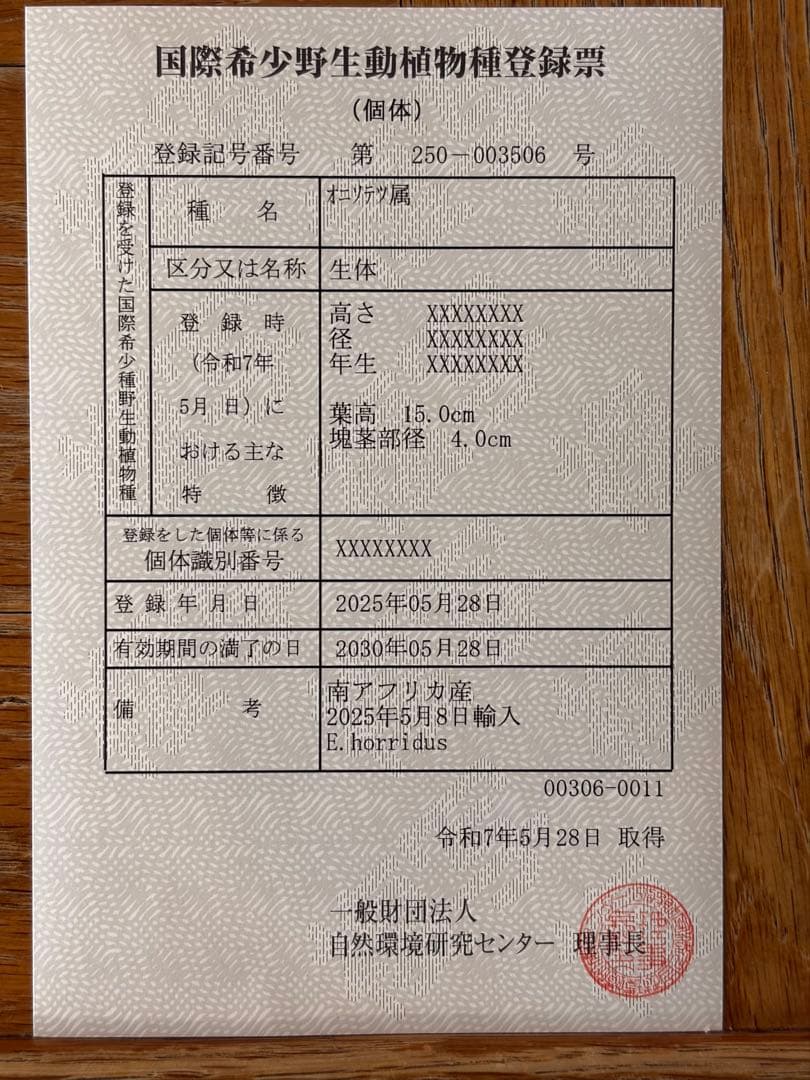 国際希少野生動植物種登録票
（個体）
登録記号番号 第 250－003506 号
登録を受けた国際希少種野生動植物種
種 名 ｵﾆｿﾃﾂ属
区分又は名称 生体
登 録 時
（令和7年
5月 日）に
おける主な
特 徴
高さ XXXXXXXX
径 XXXXXXXX
年生 XXXXXXXX
葉高 15.0cm
塊茎部径 4.0cm
登録をした個体等に係る
個体識別番号 XXXXXXXX
登 録 年 月 日 2025年05月28日
有効期間の満了の日 2030年05月28日
備 考
南アフリカ産
2025年5月8日輸入
E.horridus
00306-0011
令和7年5月28日 取得
一般財団法人
自然環境研究センター 理事長